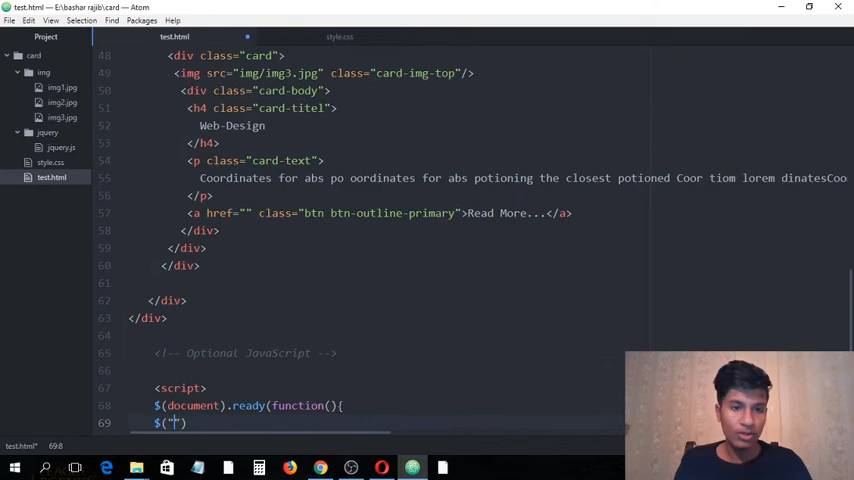 test.html — E:\bashar rajib\card — Atom
File Edit View Selection Find Packages Help
Project
test.html
style.css
card
img
img1.jpg
img2.jpg
img3.jpg
jquery
jquery.js
style.css
test.html
48 <div class="card">
49 <img src="img/img3.jpg" class="card-img-top"/>
50 <div class="card-body">
51 <h4 class="card-titel">
52 Web-Design
53 </h4>
54 <p class="card-text">
55 Coordinates for abs po oordinates for abs potioning the closest potioned Coor tiom lorem dinatesCoo
56 </p>
57 <a href="" class="btn btn-outline-primary">Read More...</a>
58 </div>
59 </div>
60 </div>
61
62 </div>
63 </div>
64
65 <!-- Optional JavaScript -->
66
67 <script>
68 $(document).ready(function(){
69 $("")
test.html* 69:8